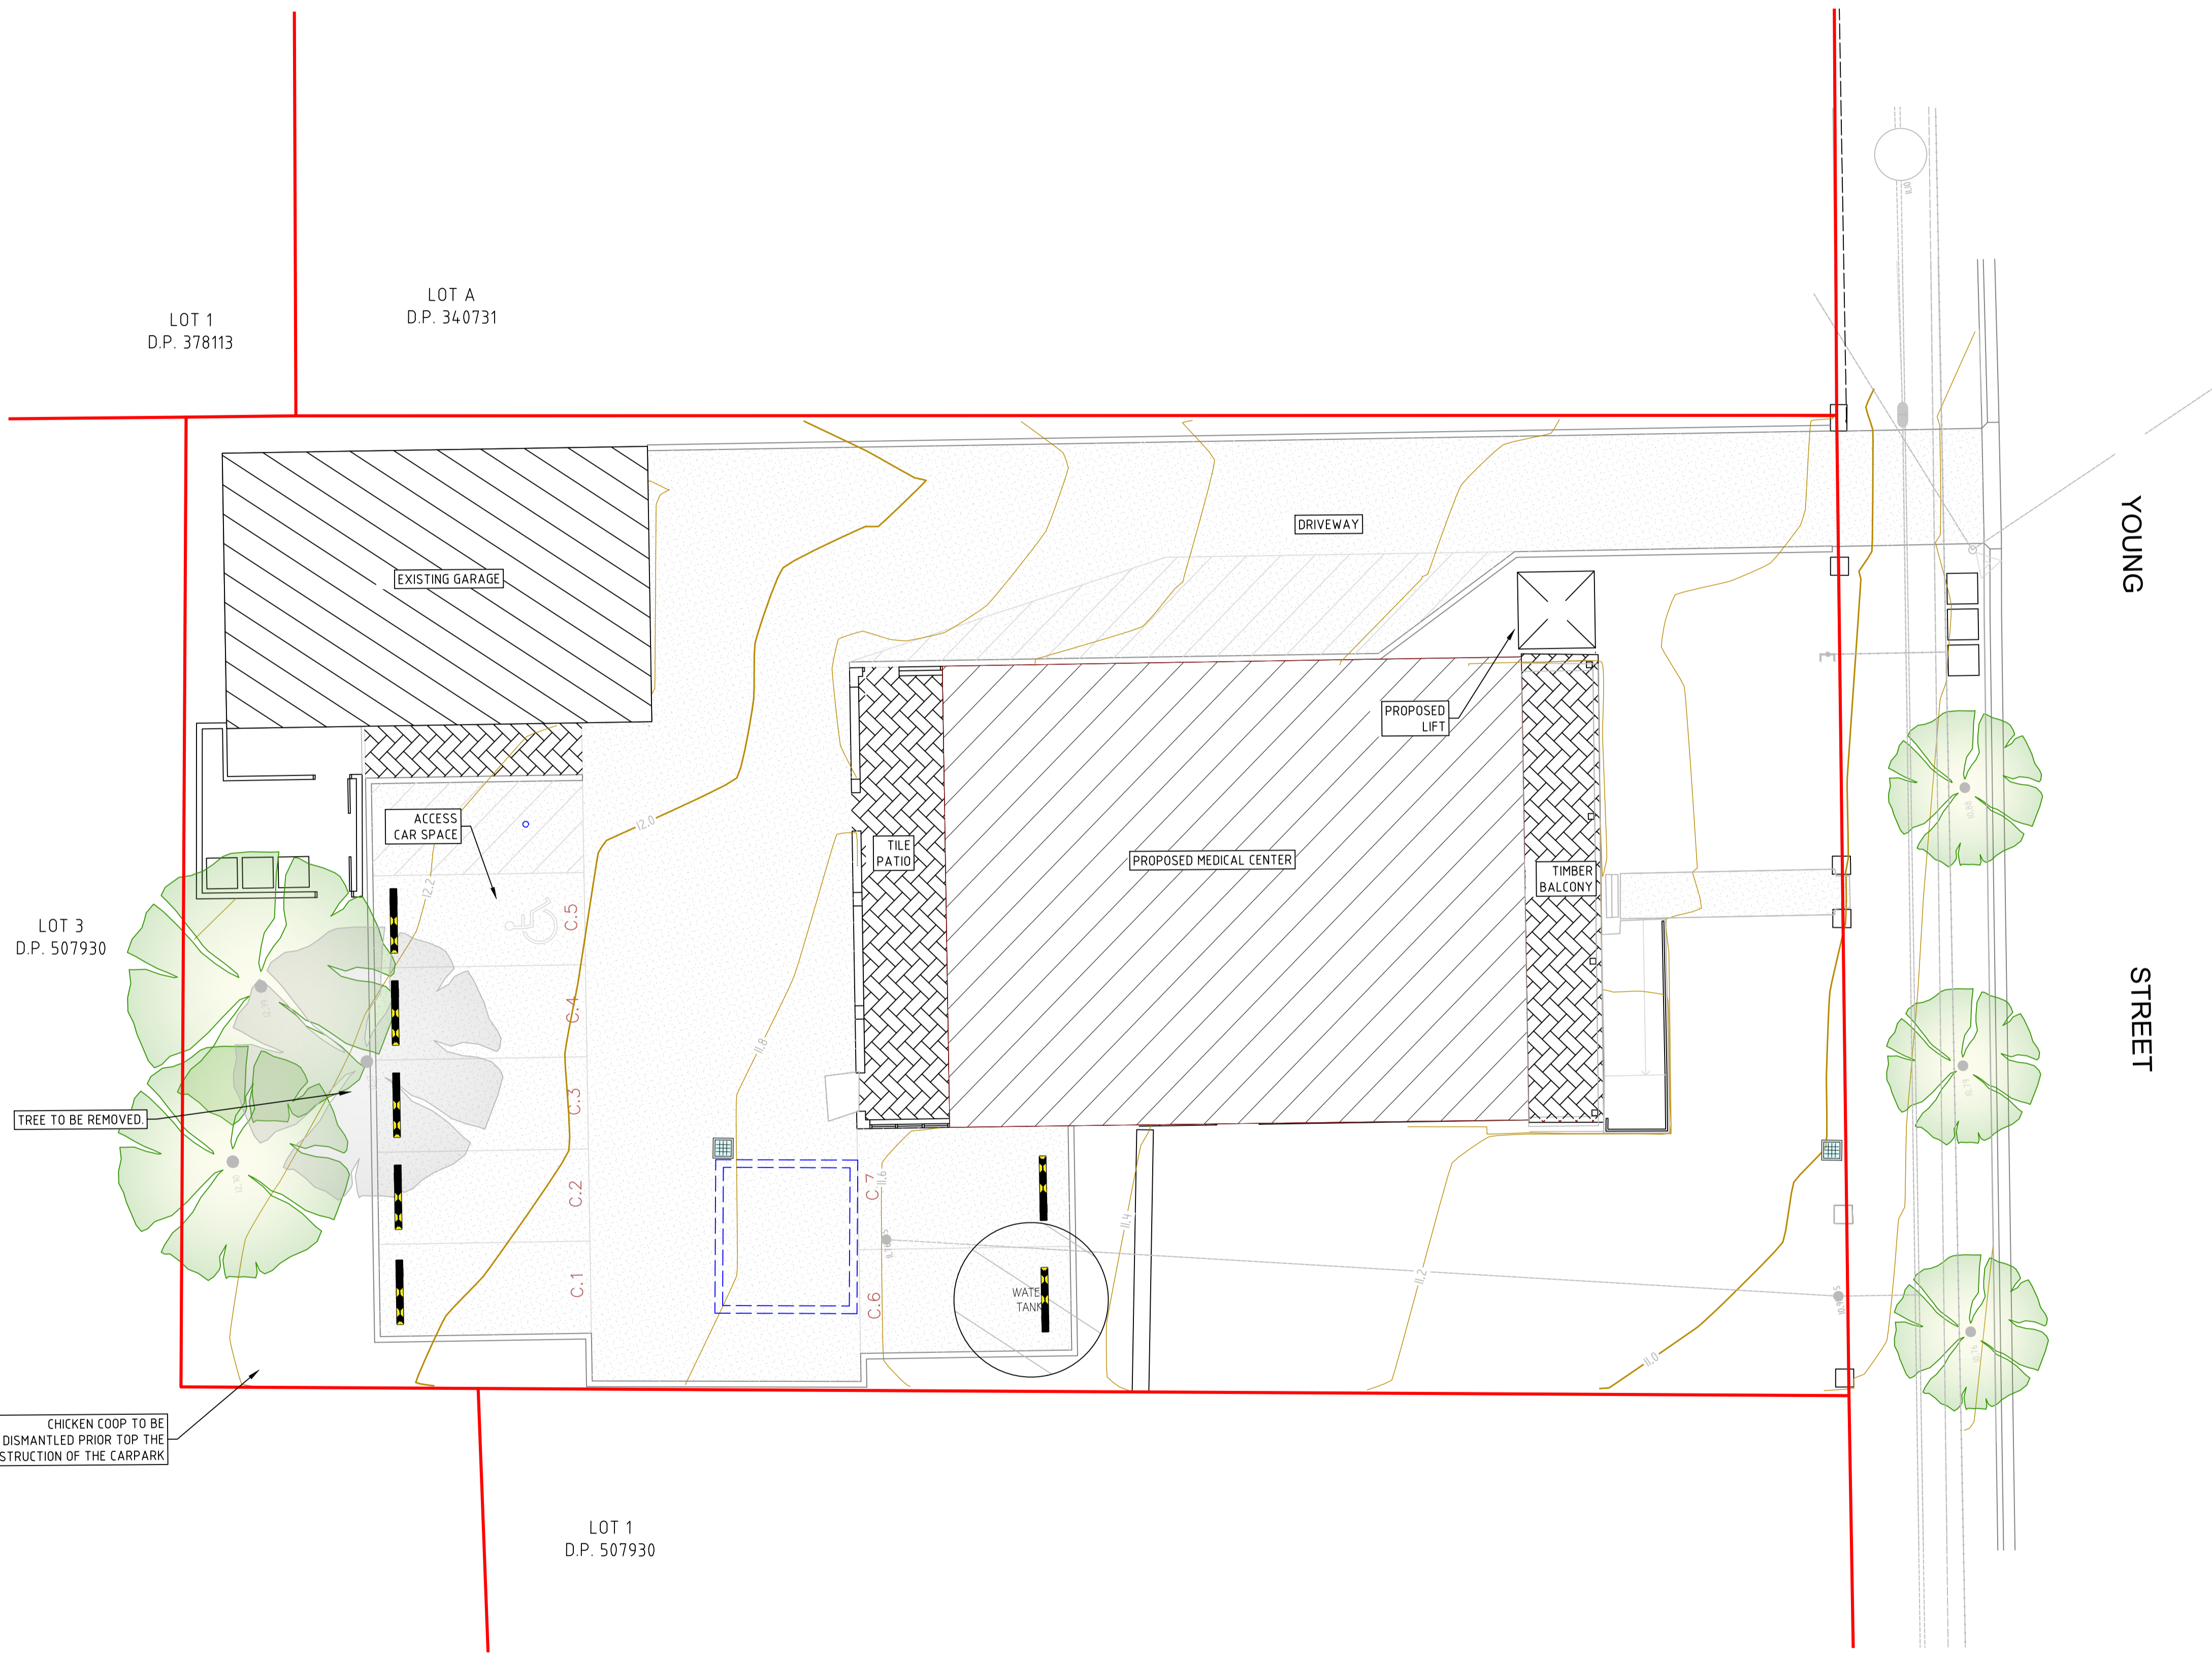 LOT 1
D.P. 378113
LOT A
D.P. 340731
YOUNG
STREET
DRIVEWAY
EXISTING GARAGE
PROPOSED
LIFT
ACCESS
CAR SPACE
12.0
12.2
TILE
PATIO
PROPOSED MEDICAL CENTER
TIMBER
BALCONY
LOT 3
D.P. 507930
C.5
C.4
C.3
C.2
C.1
11.8
TREE TO BE REMOVED.
C.7
11.6
C.6
11.4
11.2
11.0
WATE
TANK
CHICKEN COOP TO BE
DISMANTLED PRIOR TOP THE
STRUCTION OF THE CARPARK
LOT 1
D.P. 507930